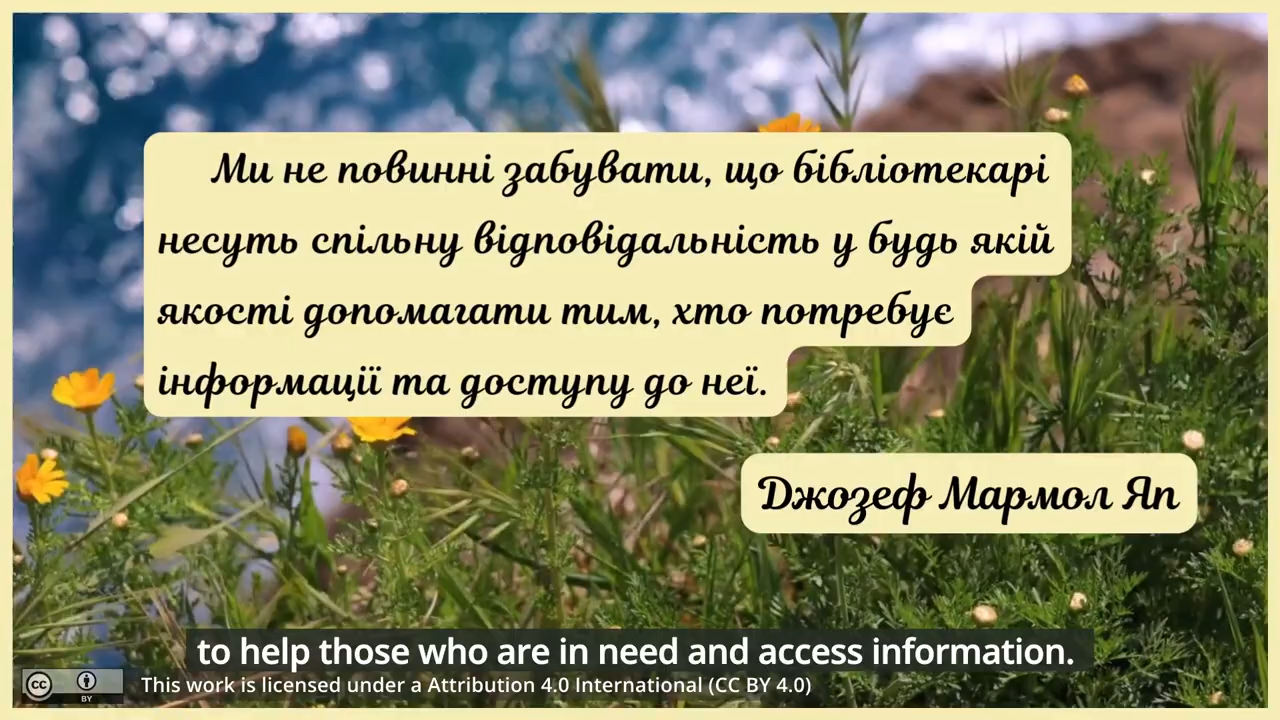 Ми не повинні забувати, що бібліотекарі
несуть спільну відповідальність у будь якій
якості допомагати тим, хто потребує
інформації та доступу до неї.
Джозеф Мармол Яп
to help those who are in need and access information.
cc BY This work is licensed under a Attribution 4.0 International (CC BY 4.0)